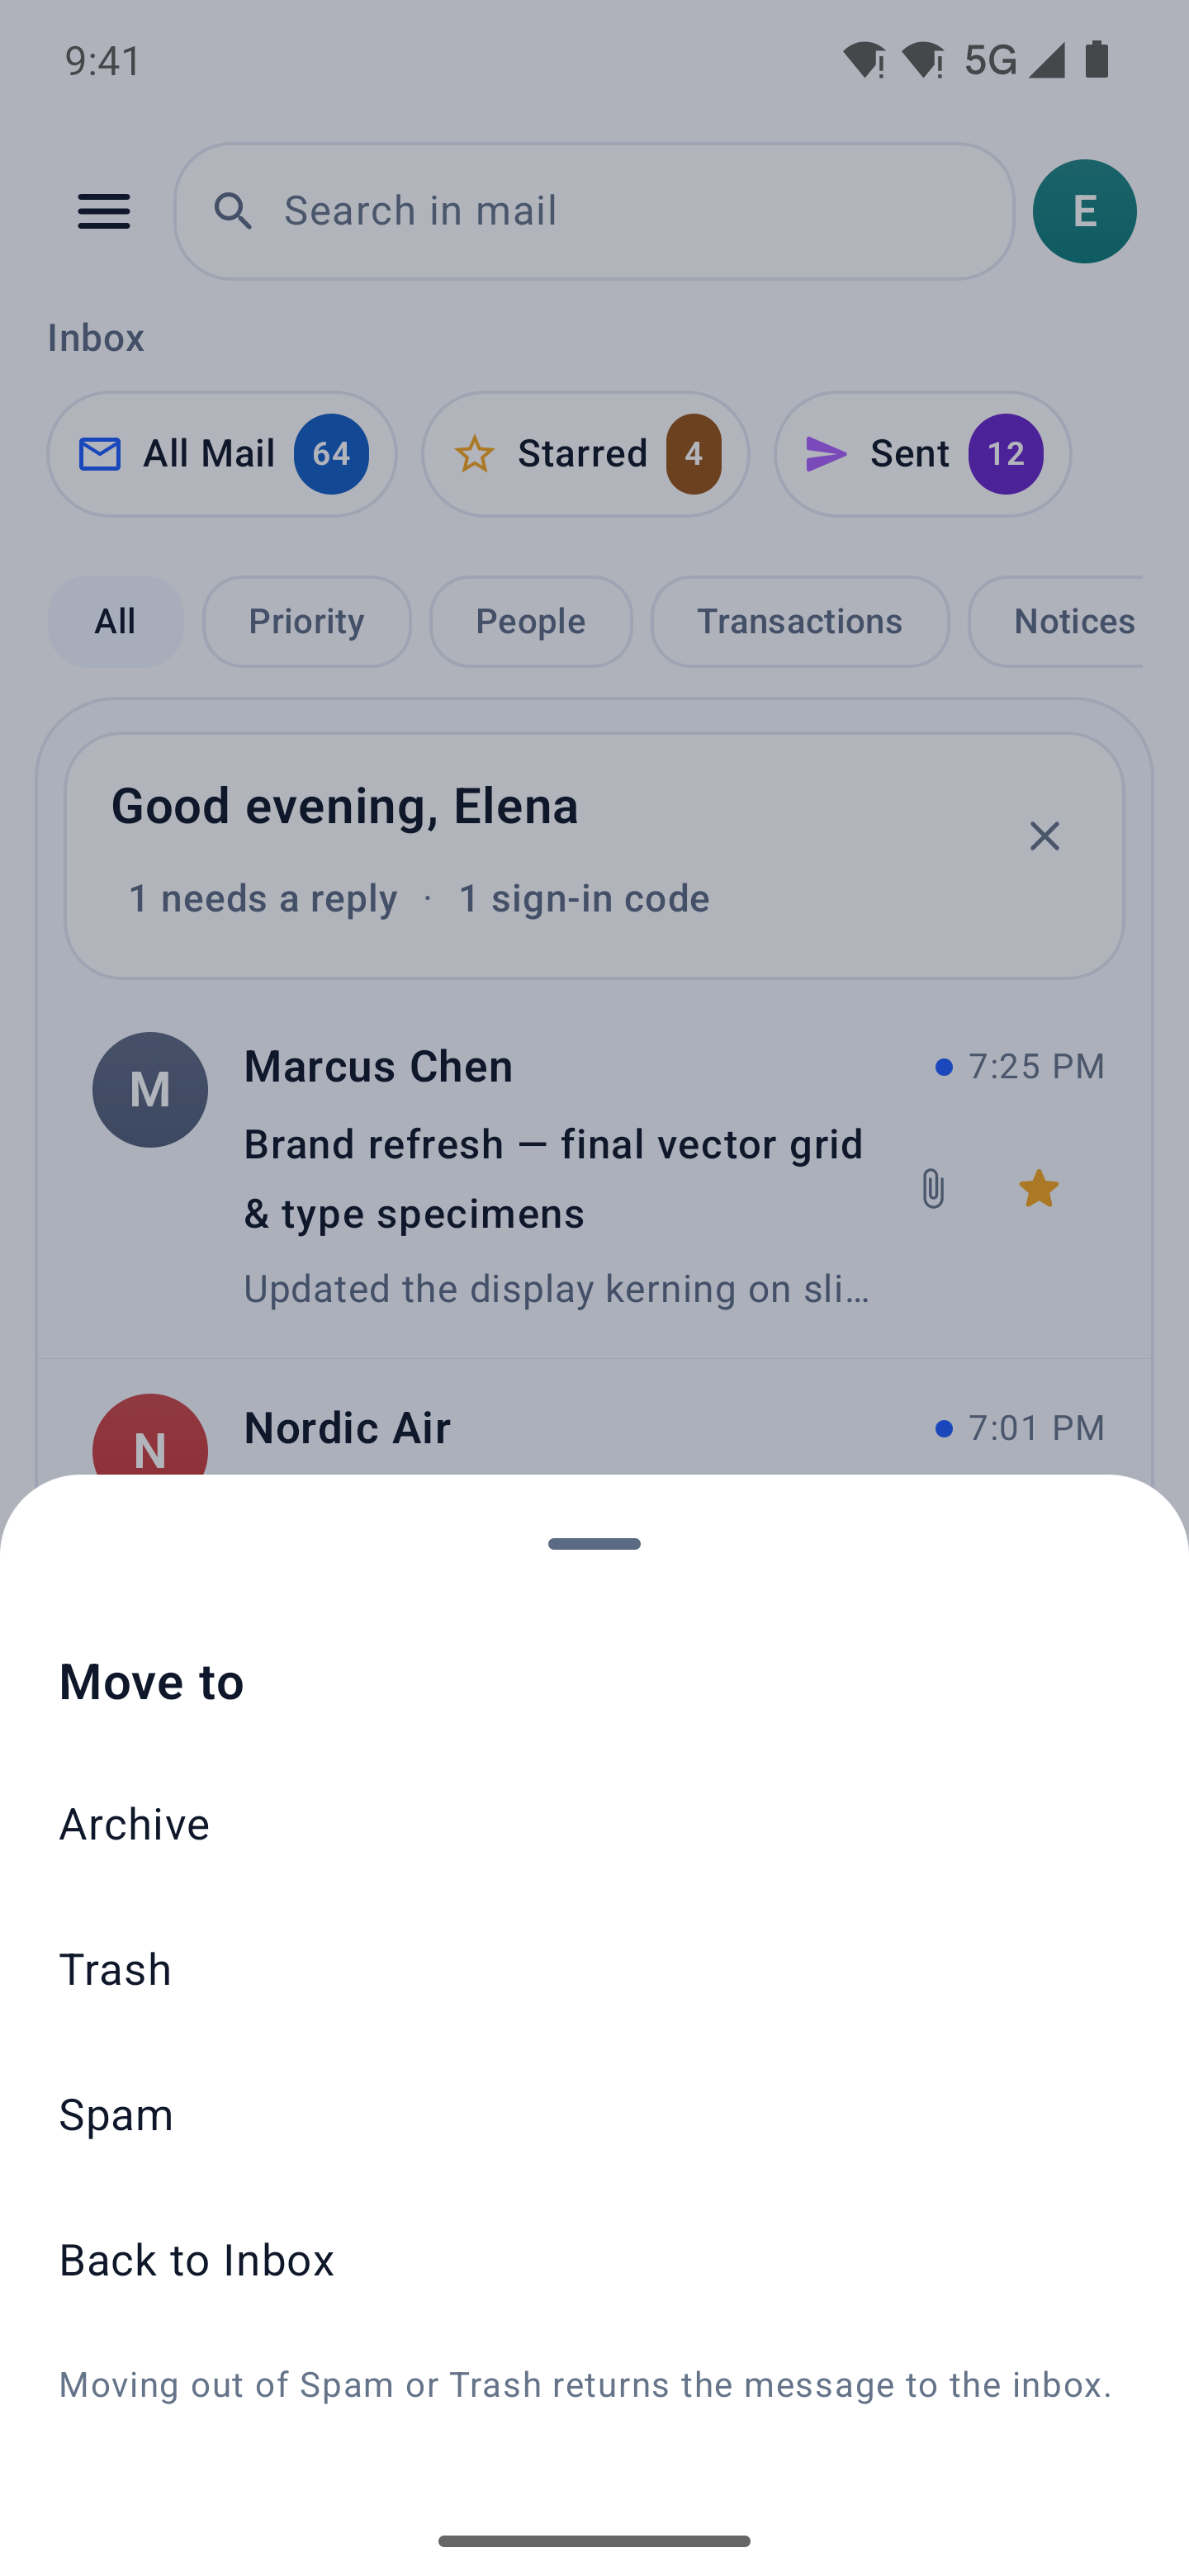 9:41
5G
Search in mail
E
Inbox
All Mail 64
Starred 4
Sent 12
All
Priority
People
Transactions
Notices
Good evening, Elena
1 needs a reply · 1 sign-in code
M
Marcus Chen
7:25 PM
Brand refresh — final vector grid
& type specimens
Updated the display kerning on sli…
N
Nordic Air
7:01 PM
Move to
Archive
Trash
Spam
Back to Inbox
Moving out of Spam or Trash returns the message to the inbox.